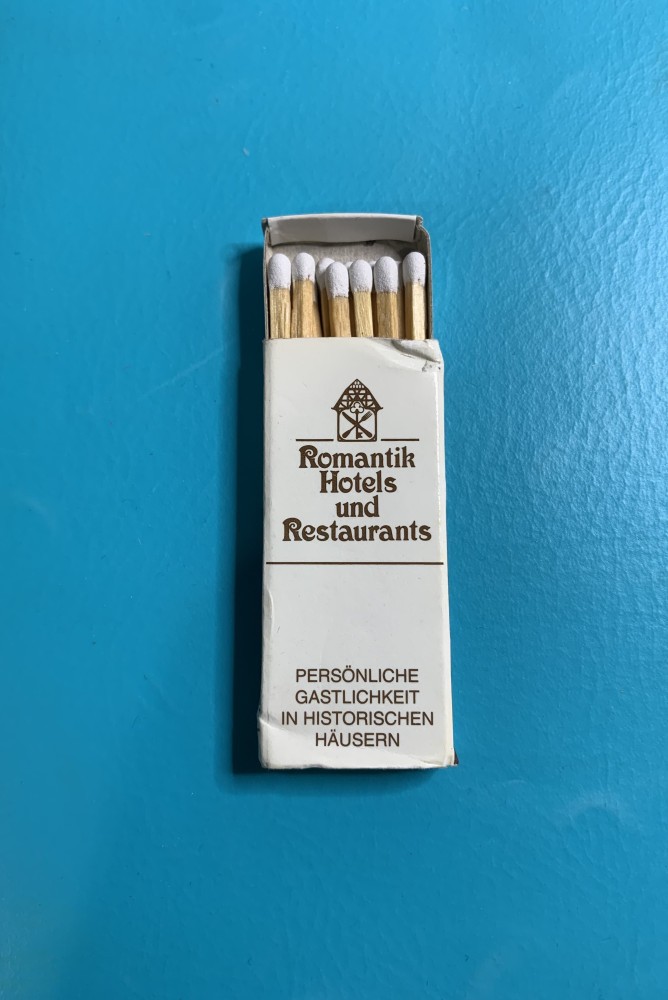 Romantik
Hotels
und
Restaurants
PERSÖNLICHE
GASTLICHKEIT
IN HISTORISCHEN
HÄUSERN